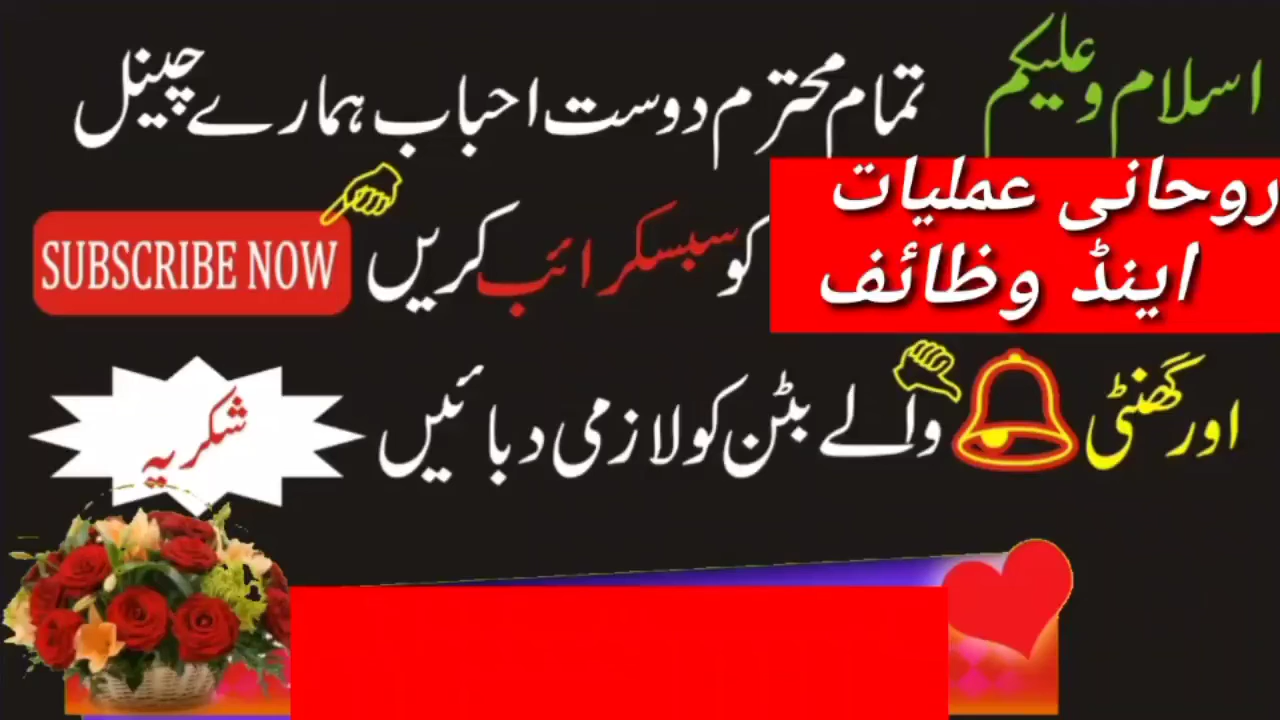 اسلام و علیکم تمام محترم دوست احباب ہمارے چینل
روحانی عملیات
اینڈ وظائف
کو سبسکرائب کریں SUBSCRIBE NOW
اور گھنٹی والے بٹن کو لازمی دبائیں
شکریہ